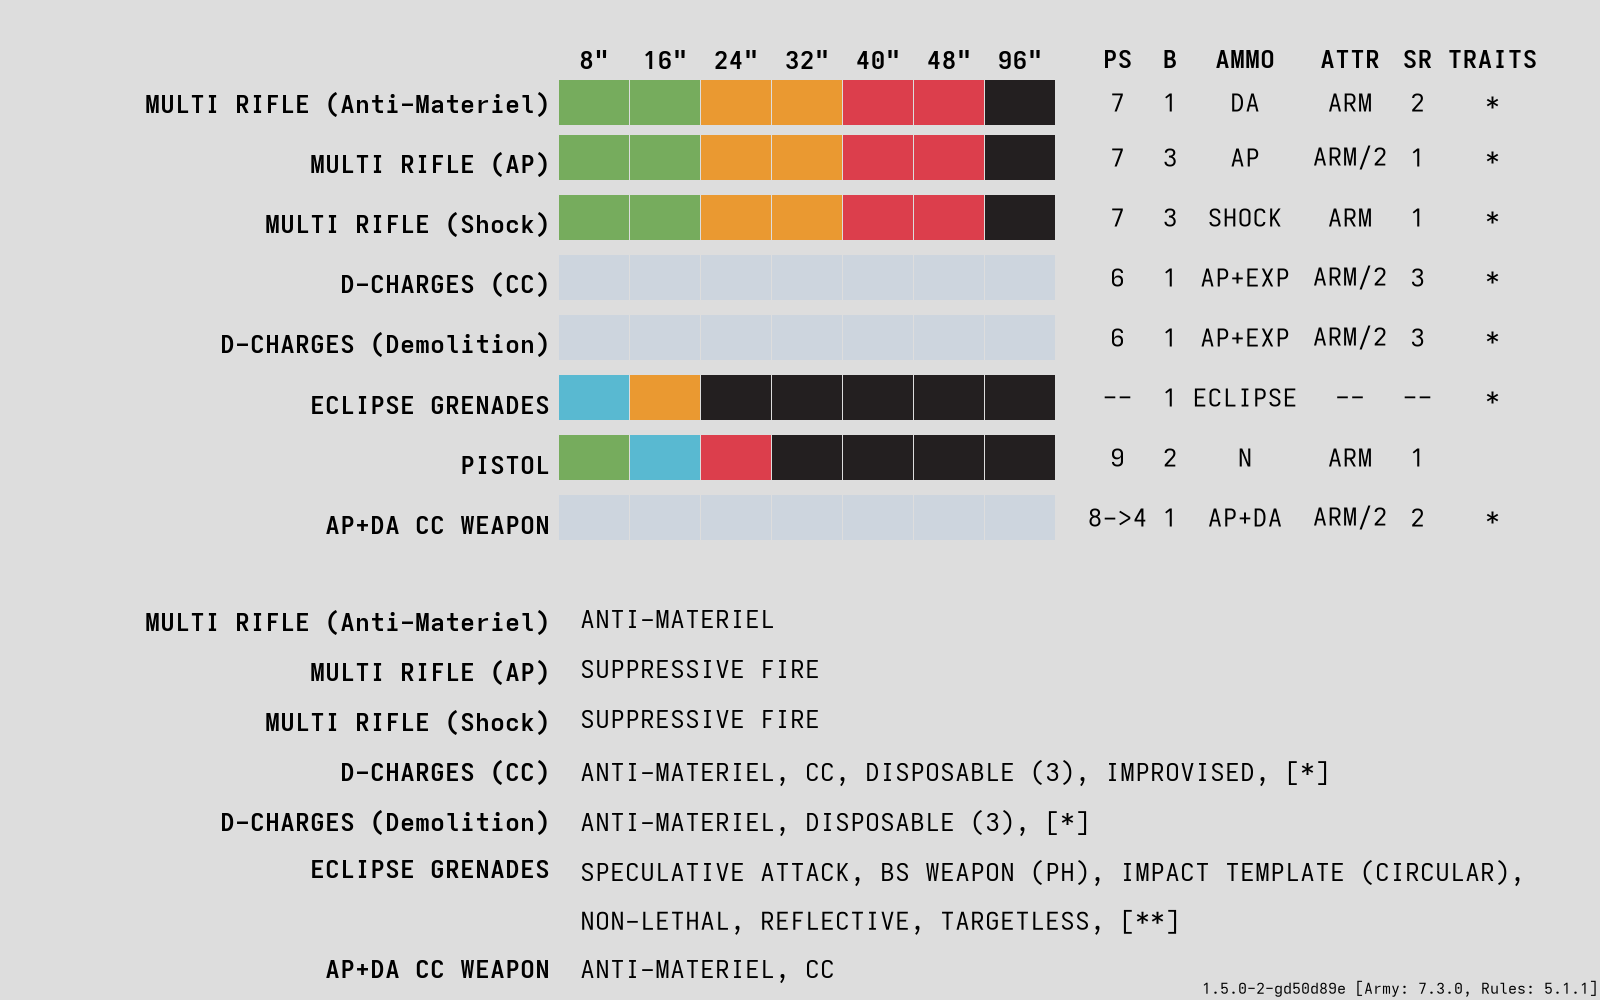 8" 16" 24" 32" 40" 48" 96" PS B AMMO ATTR SR TRAITS
MULTI RIFLE (Anti-Materiel) 7 1 DA ARM 2 *
MULTI RIFLE (AP) 7 3 AP ARM/2 1 *
MULTI RIFLE (Shock) 7 3 SHOCK ARM 1 *
D-CHARGES (CC) 6 1 AP+EXP ARM/2 3 *
D-CHARGES (Demolition) 6 1 AP+EXP ARM/2 3 *
ECLIPSE GRENADES -- 1 ECLIPSE -- -- *
PISTOL 9 2 N ARM 1
AP+DA CC WEAPON 8->4 1 AP+DA ARM/2 2 *
MULTI RIFLE (Anti-Materiel) ANTI-MATERIEL
MULTI RIFLE (AP) SUPPRESSIVE FIRE
MULTI RIFLE (Shock) SUPPRESSIVE FIRE
D-CHARGES (CC) ANTI-MATERIEL, CC, DISPOSABLE (3), IMPROVISED, [*]
D-CHARGES (Demolition) ANTI-MATERIEL, DISPOSABLE (3), [*]
ECLIPSE GRENADES SPECULATIVE ATTACK, BS WEAPON (PH), IMPACT TEMPLATE (CIRCULAR),
NON-LETHAL, REFLECTIVE, TARGETLESS, [**]
AP+DA CC WEAPON ANTI-MATERIEL, CC
1.5.0-2-gd50d89e [Army: 7.3.0, Rules: 5.1.1]